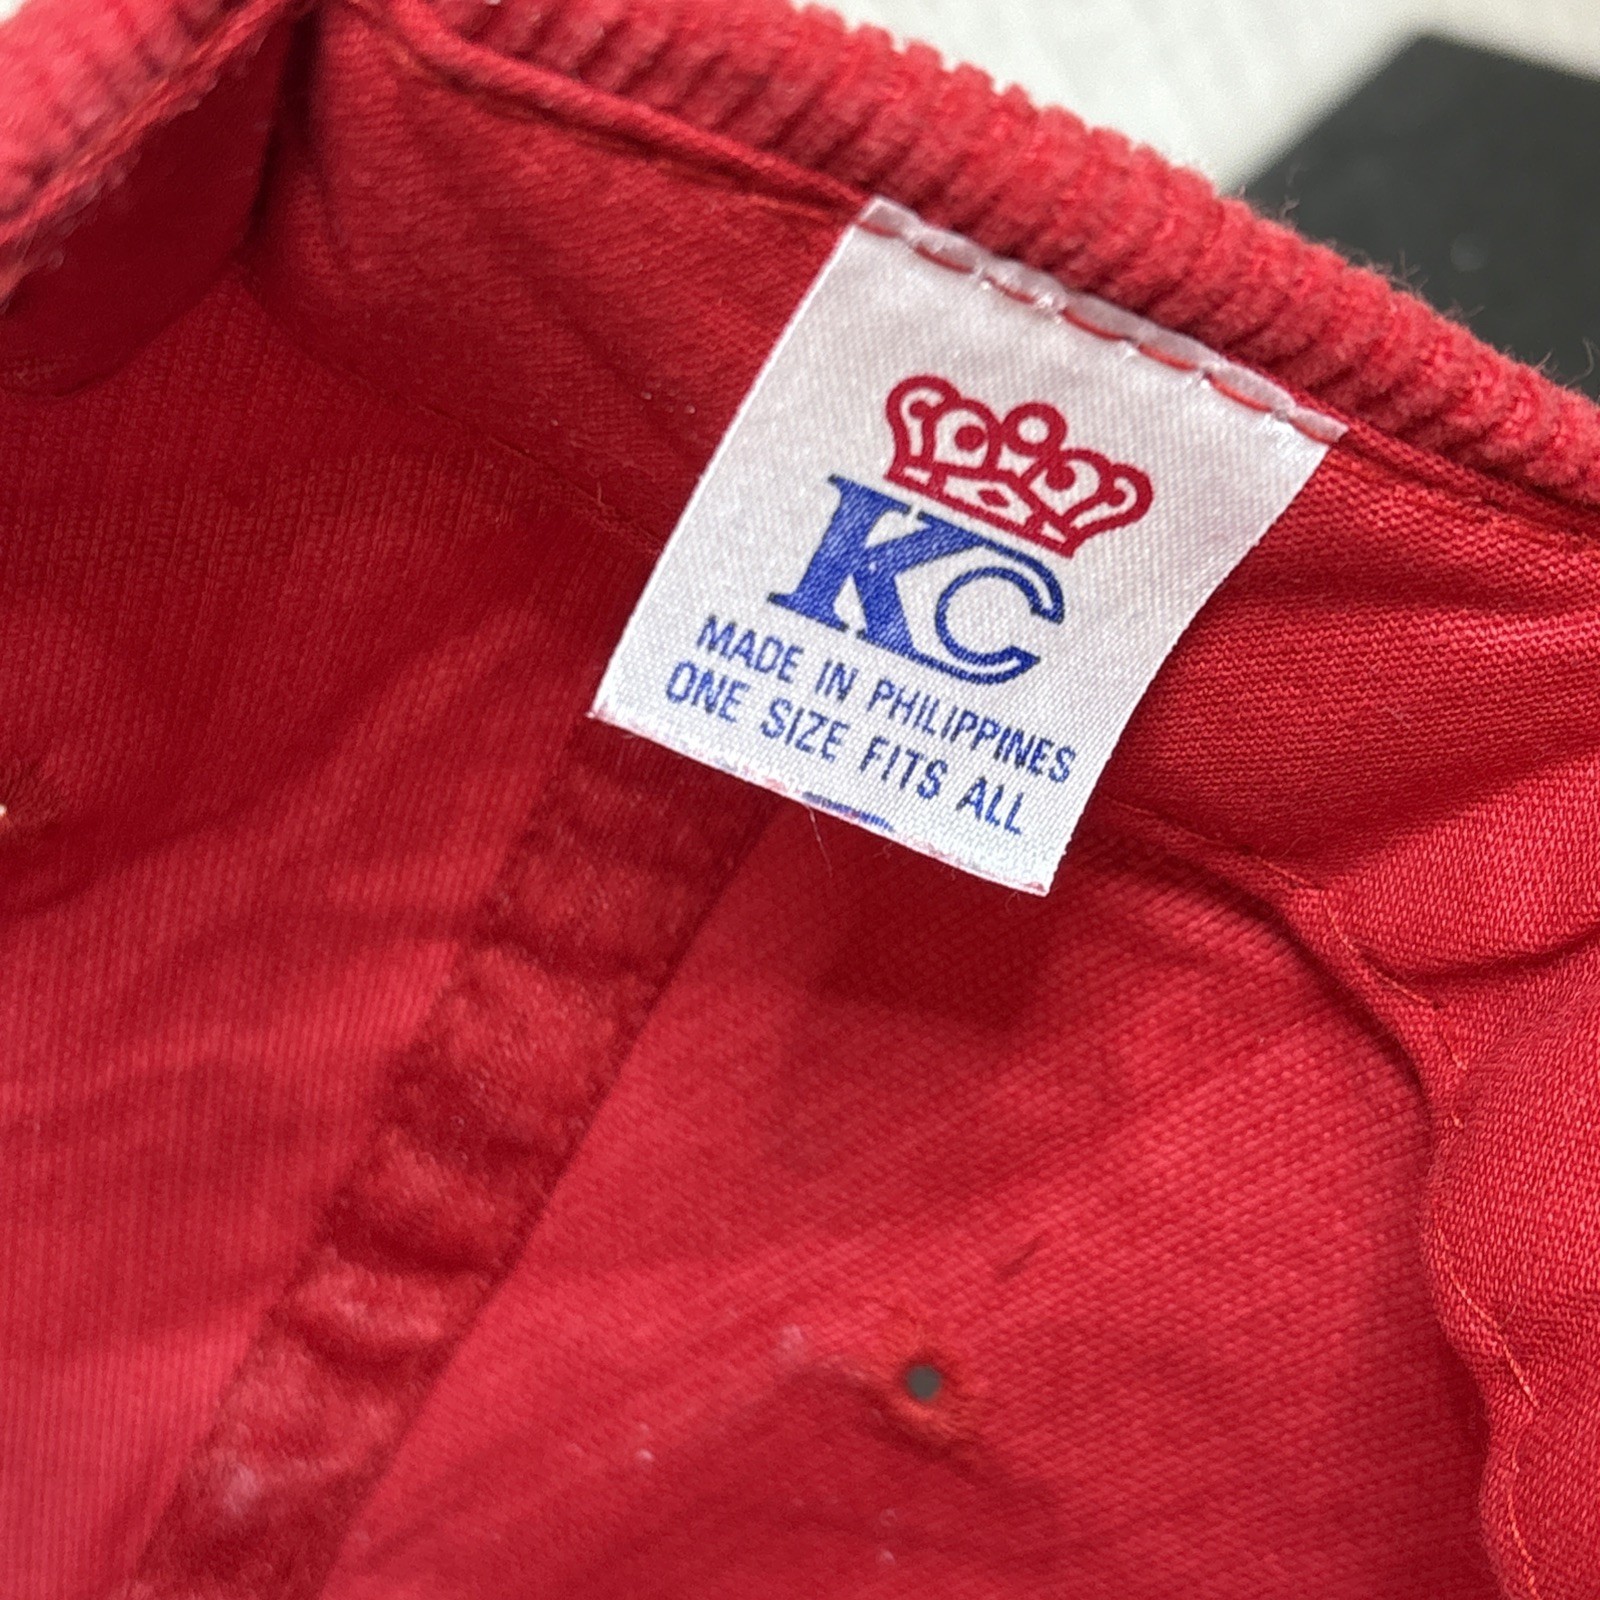 KC
MADE IN PHILIPPINES
ONE SIZE FITS ALL